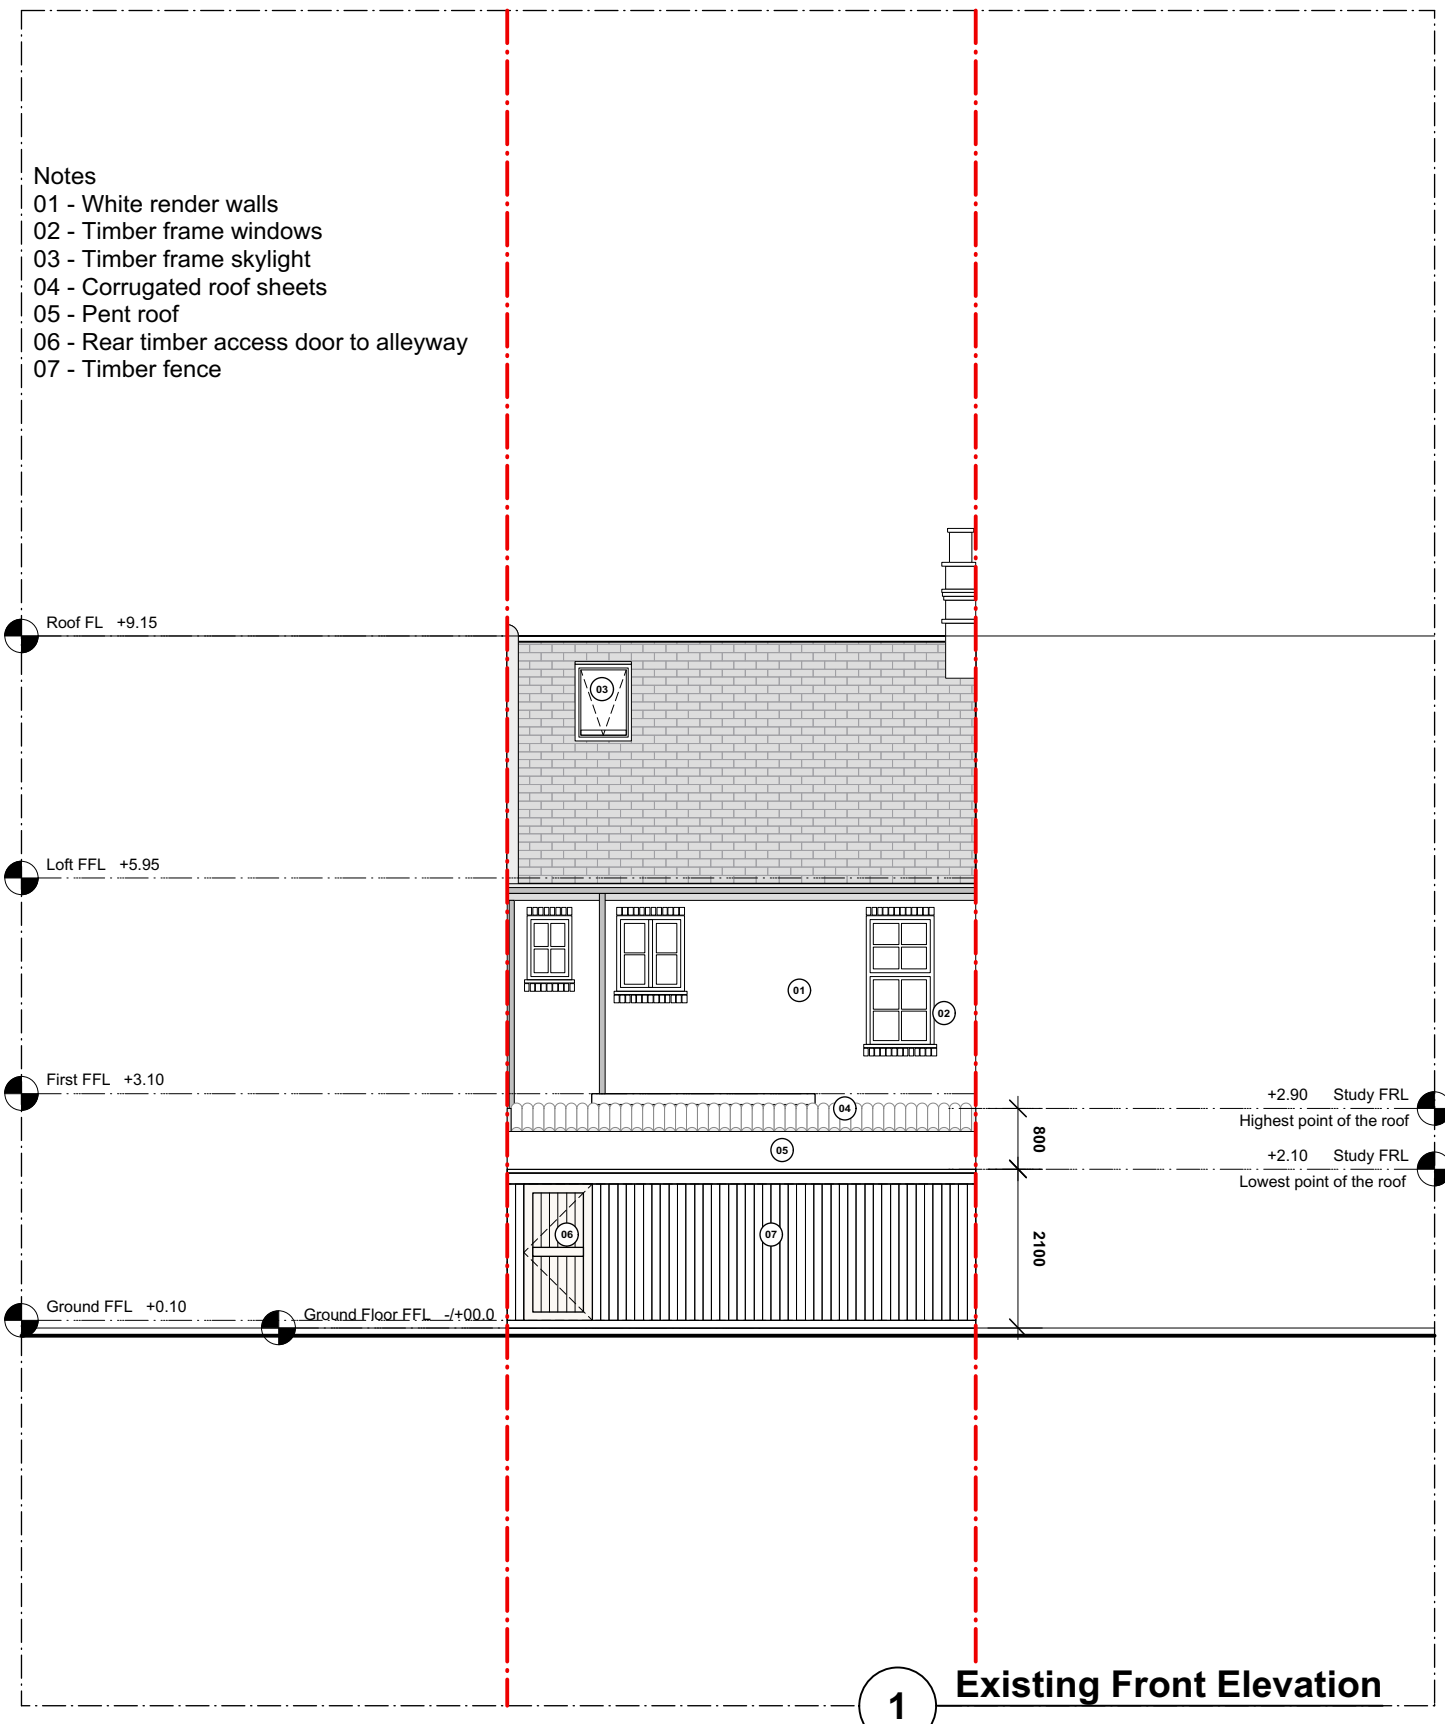 Notes
01 - White render walls
02 - Timber frame windows
03 - Timber frame skylight
04 - Corrugated roof sheets
05 - Pent roof
06 - Rear timber access door to alleyway
07 - Timber fence
Roof FL +9.15
03
Loft FFL +5.95
01
02
First FFL +3.10
04
+2.90 Study FRL
Highest point of the roof
800
05
+2.10 Study FRL
Lowest point of the roof
06
07
2100
Ground FFL +0.10
Ground Floor FFL -/+00.0
1
Existing Front Elevation